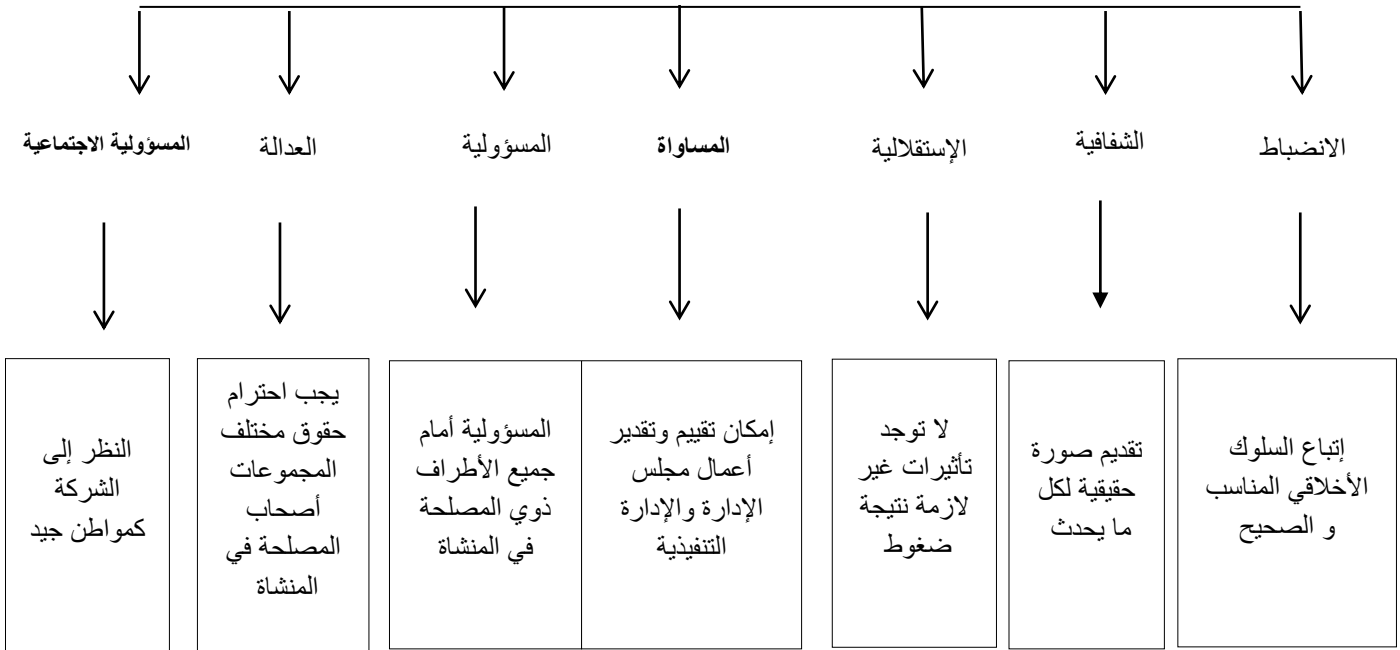 الانضباط
الشفافية
الإستقلالية
المساواة
المسؤولية
العدالة
المسؤولية الاجتماعية
إتباع السلوك
الأخلاقي المناسب
و الصحيح
تقديم صورة
حقيقية لكل
ما يحدث
لا توجد
تأثيرات غير
لازمة نتيجة
ضغوط
إمكان تقييم وتقدير
أعمال مجلس
الإدارة والإدارة
التنفيذية
المسؤولية أمام
جميع الأطراف
ذوي المصلحة
في المنشاة
يجب احترام
حقوق مختلف
المجموعات
أصحاب
المصلحة في
المنشاة
النظر إلى
الشركة
كمواطن جيد